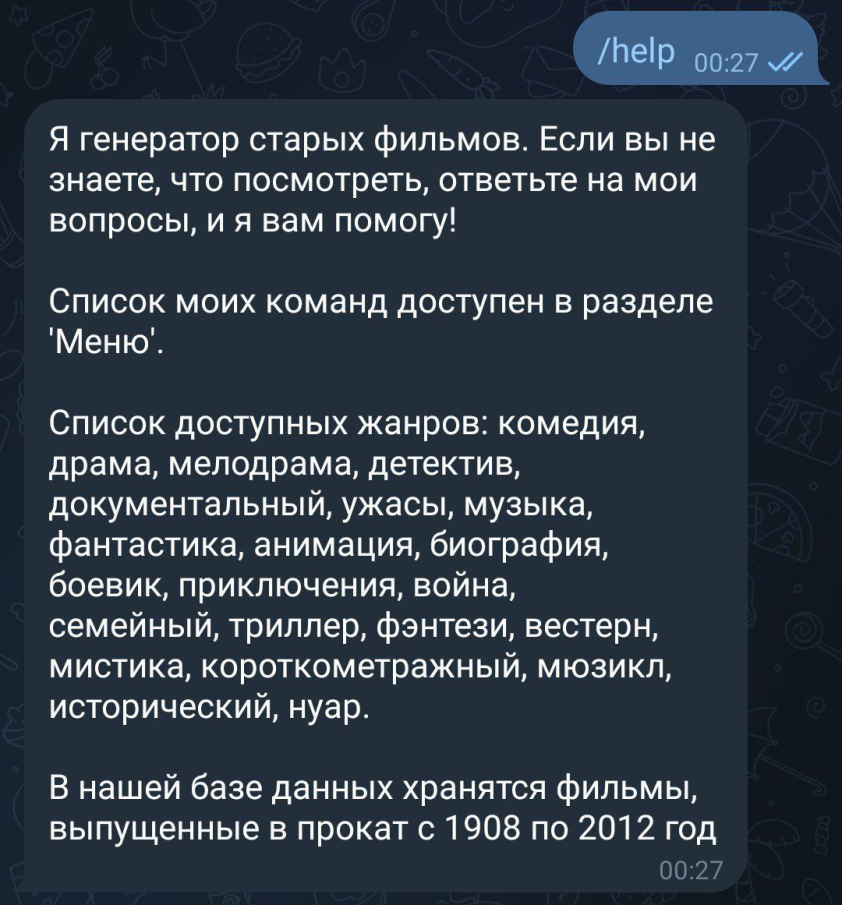 /help 00:27
Я генератор старых фильмов. Если вы не
знаете, что посмотреть, ответьте на мои
вопросы, и я вам помогу!
Список моих команд доступен в разделе
'Меню'.
Список доступных жанров: комедия,
драма, мелодрама, детектив,
документальный, ужасы, музыка,
фантастика, анимация, биография,
боевик, приключения, война,
семейный, триллер, фэнтези, вестерн,
мистика, короткометражный, мюзикл,
исторический, нуар.
В нашей базе данных хранятся фильмы,
выпущенные в прокат с 1908 по 2012 год
00:27